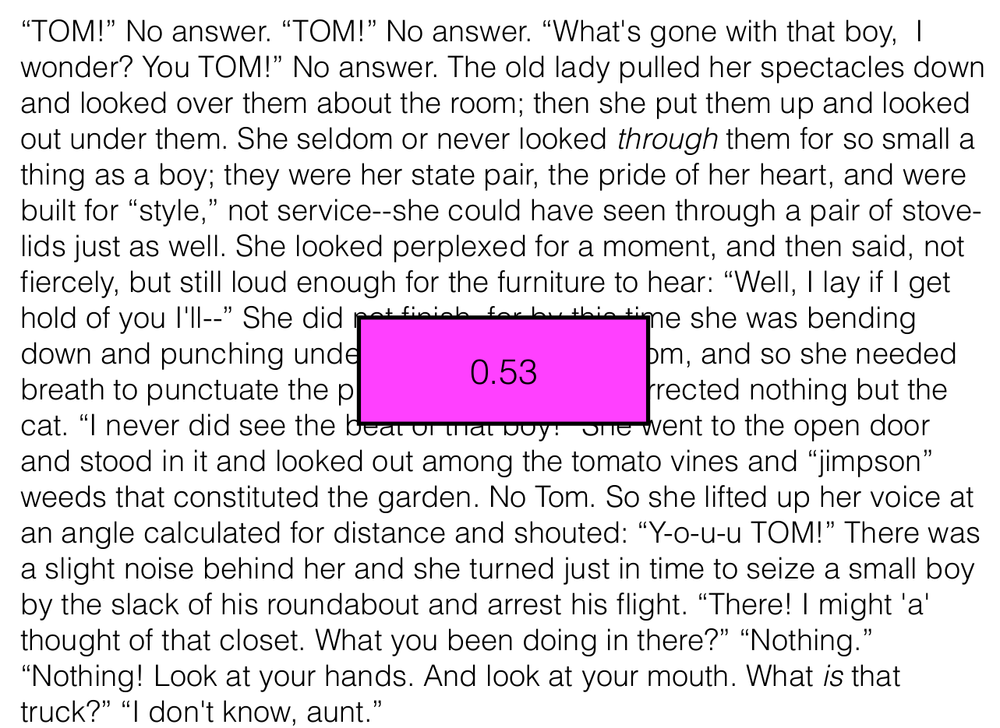 “TOM!” No answer. “TOM!” No answer. “What's gone with that boy,  I
wonder? You TOM!” No answer. The old lady pulled her spectacles down
and looked over them about the room; then she put them up and looked
out under them. She seldom or never looked through them for so small a
thing as a boy; they were her state pair, the pride of her heart, and were
built for “style,” not service--she could have seen through a pair of stove-
lids just as well. She looked perplexed for a moment, and then said, not
fiercely, but still loud enough for the furniture to hear: “Well, I lay if I get
hold of you I'll--” She did not finish, for by this time she was bending
down and punching and so she needed
breath to punctuate the nothing but the
0.53
cat. “I never did see the beat of that boy!” She went to the open door
and stood in it and looked out among the tomato vines and “jimpson”
weeds that constituted the garden. No Tom. So she lifted up her voice at
an angle calculated for distance and shouted: “Y-o-u-u TOM!” There was
a slight noise behind her and she turned just in time to seize a small boy
by the slack of his roundabout and arrest his flight. “There! I might 'a'
thought of that closet. What you been doing in there?” “Nothing.”
“Nothing! Look at your hands. And look at your mouth. What is that
truck?” “I don't know, aunt.”